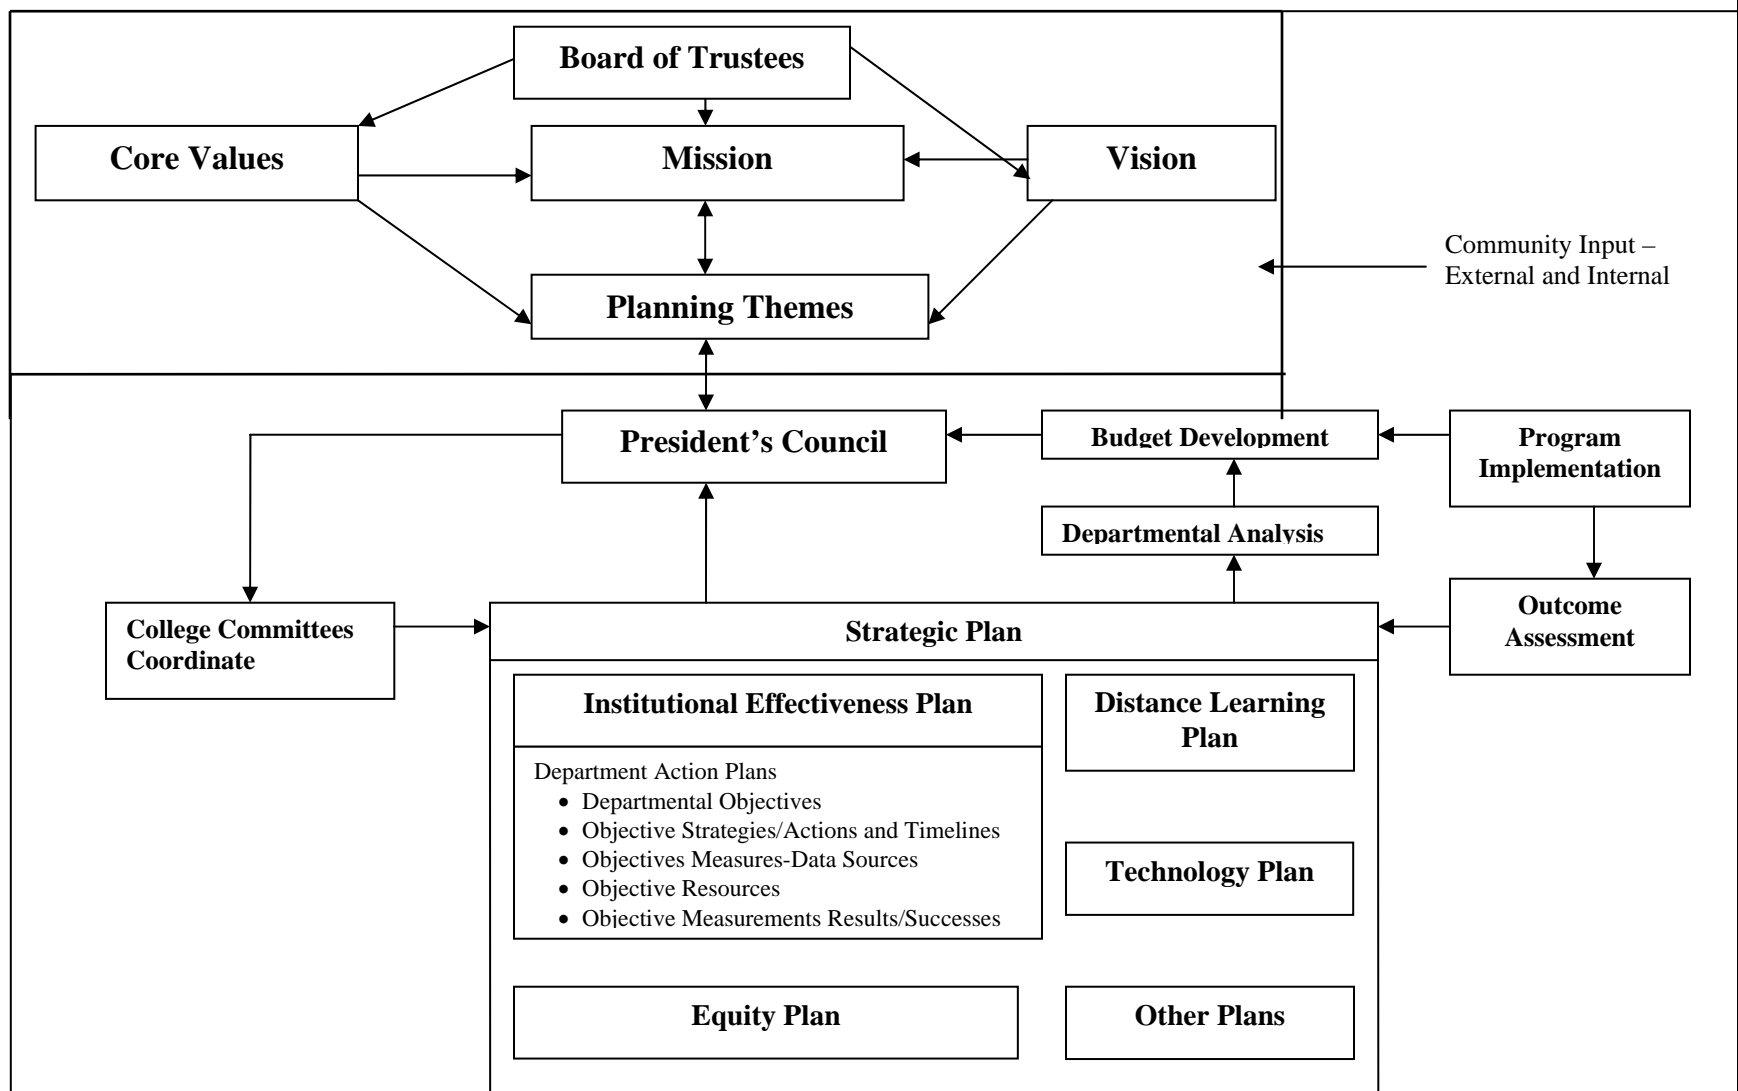 Board of Trustees
Core Values
Mission
Vision
Community Input –
External and Internal
Planning Themes
President’s Council
Budget Development
Program
Implementation
Departmental Analysis
College Committees
Coordinate
Strategic Plan
Outcome
Assessment
Institutional Effectiveness Plan
Distance Learning
Plan
Department Action Plans
• Departmental Objectives
• Objective Strategies/Actions and Timelines
• Objectives Measures-Data Sources
• Objective Resources
• Objective Measurements Results/Successes
Technology Plan
Equity Plan
Other Plans